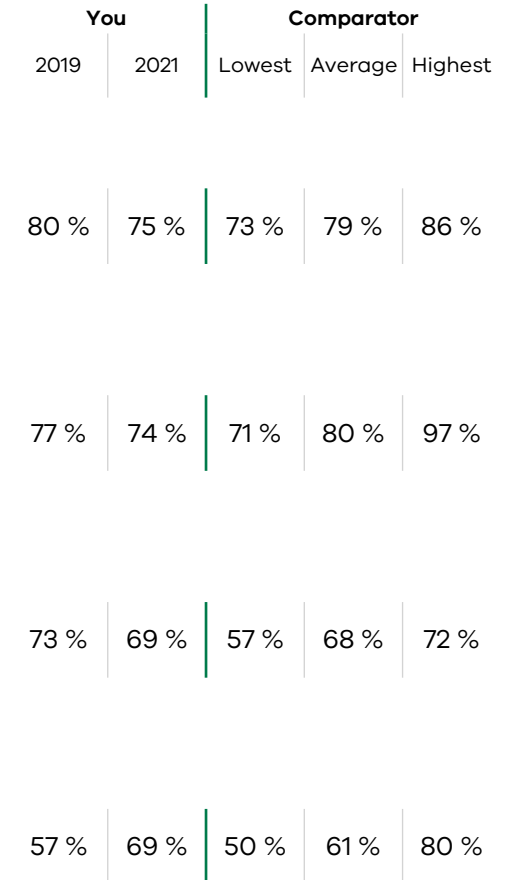 You Comparator
2019 2021 Lowest Average Highest
80 % 75 % 73 % 79 % 86 %
77 % 74 % 71 % 80 % 97 %
73 % 69 % 57 % 68 % 72 %
57 % 69 % 50 % 61 % 80 %